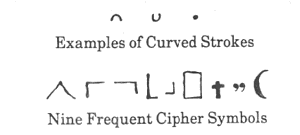 Examples of Curved Strokes
Nine Frequent Cipher Symbols